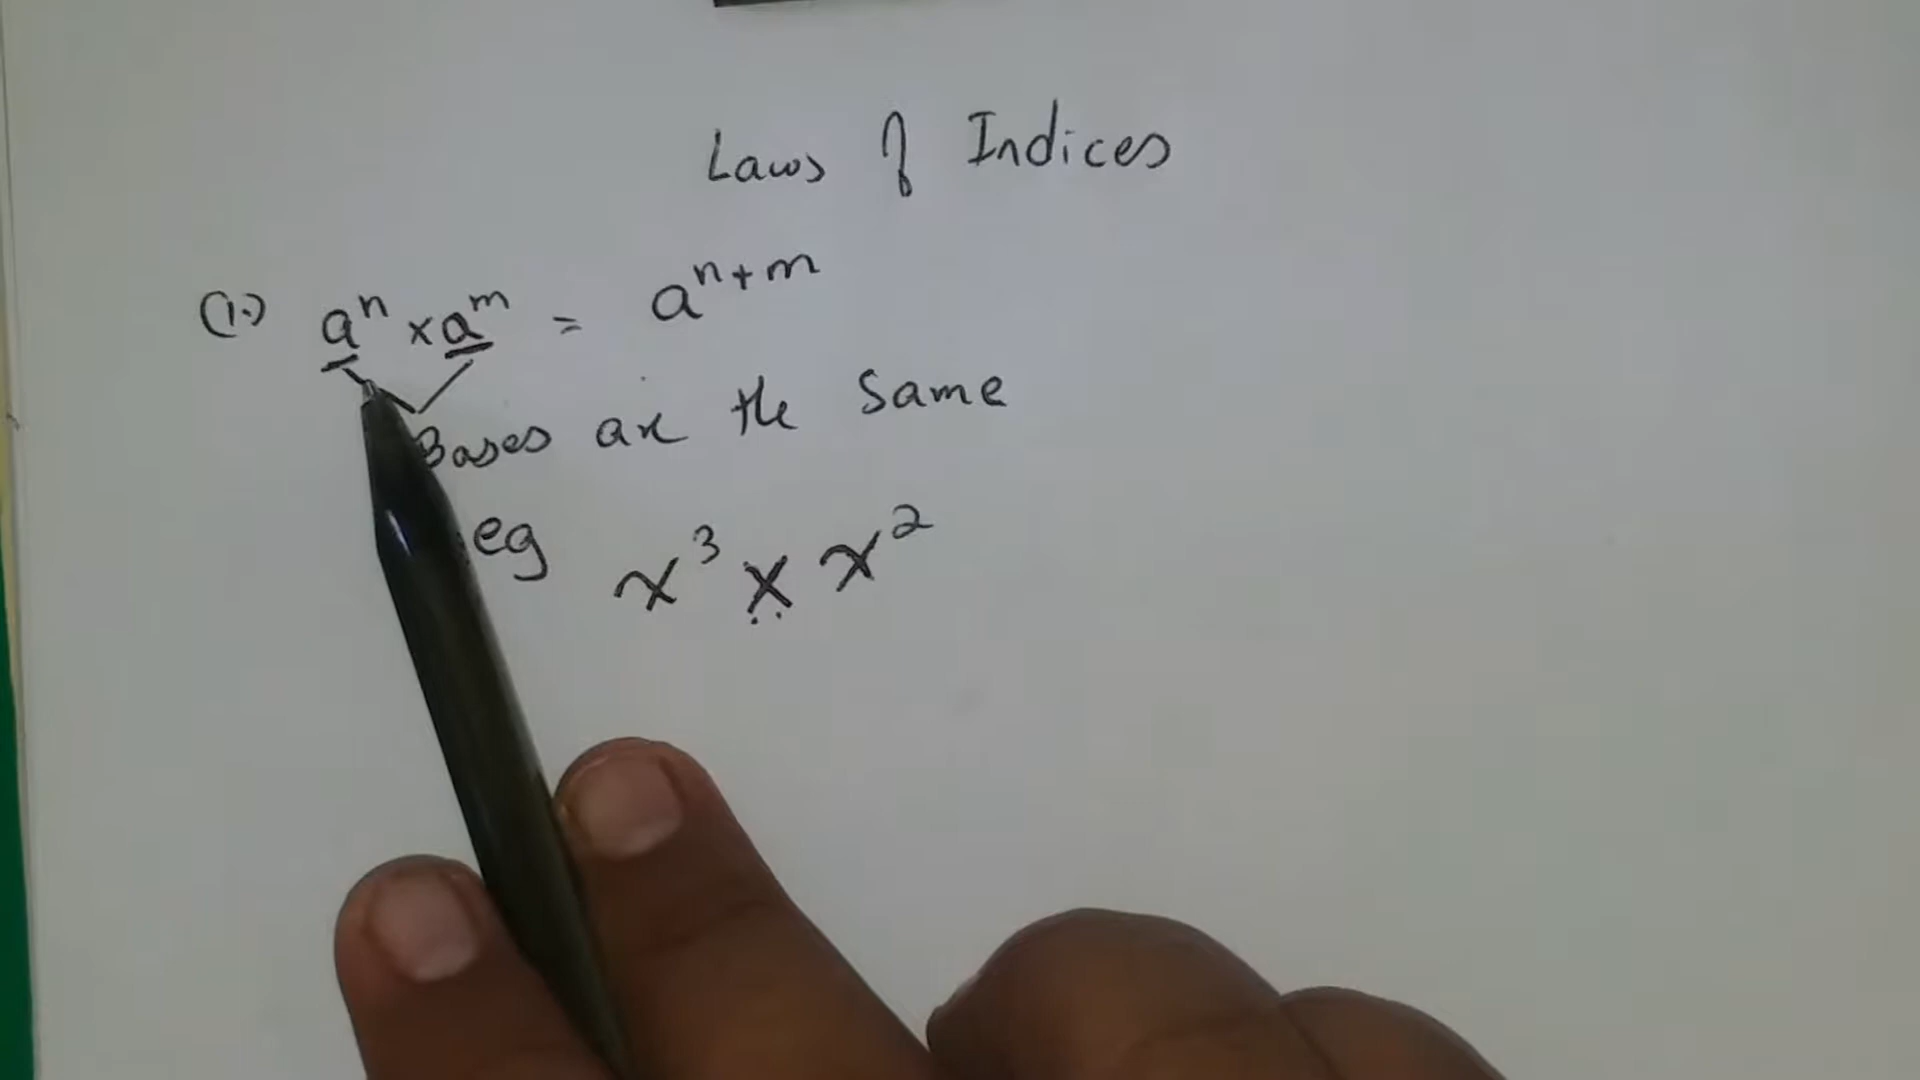 Laws of Indices
(1.) aⁿ × aᵐ = aⁿ⁺ᵐ
Bases are the Same
eg x³ × x²